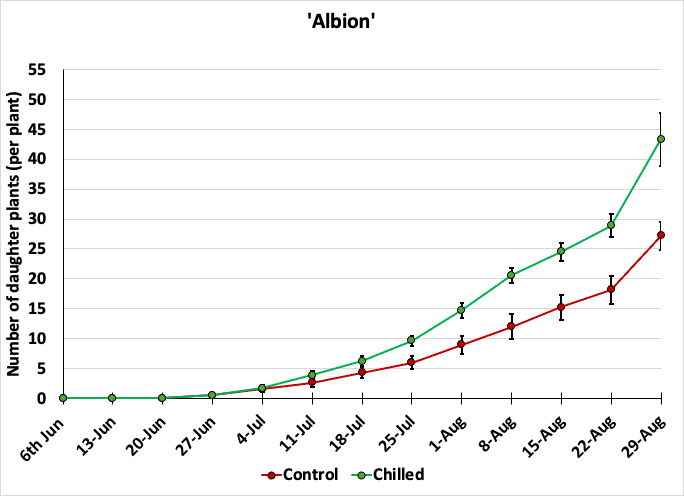 'Albion'
Number of daughter plants (per plant)
55
50
45
40
35
30
25
20
15
10
5
0
6th Jun
13-Jun
20-Jun
27-Jun
4-Jul
11-Jul
18-Jul
25-Jul
1-Aug
8-Aug
15-Aug
22-Aug
29-Aug
Control
Chilled